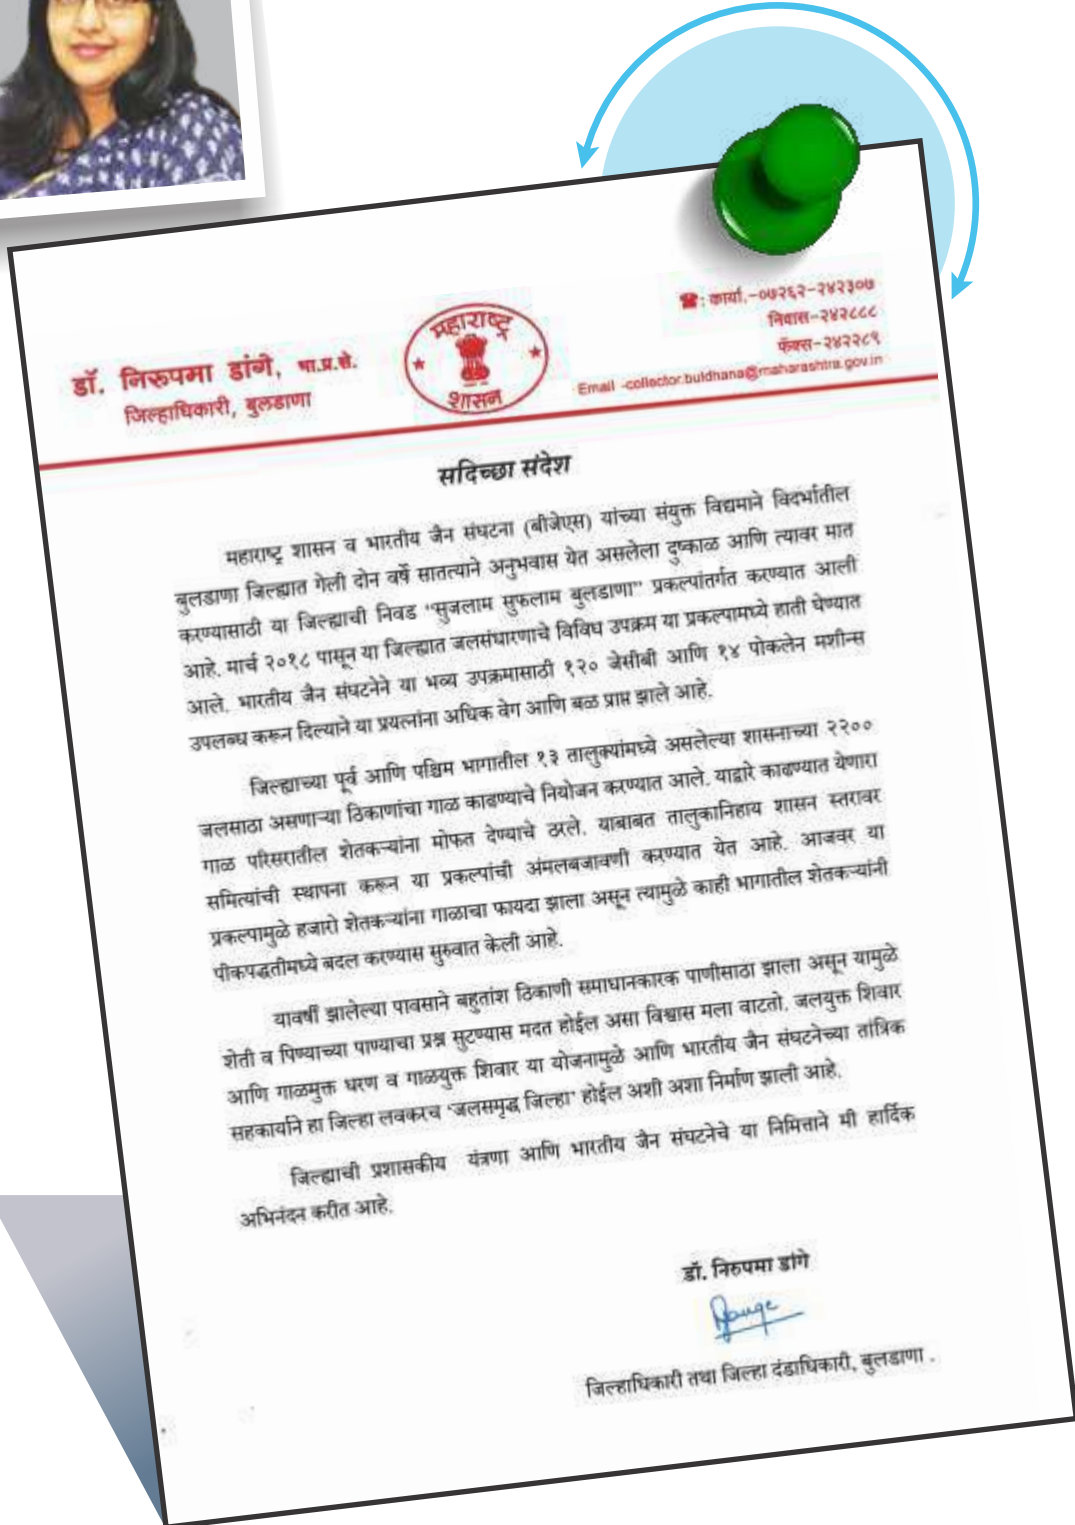 डॉ. निरुपमा डांगे, भा.प्र.से.
जिल्हाधिकारी, बुलडाणा
महाराष्ट्र
शासन
☎: कार्या.-०७२६२-२४२३०७
निवास-२४२८८८
फॅक्स-२४२२८९
Email -collector.buldhana@maharashtra.gov.in
सदिच्छा संदेश
महाराष्ट्र शासन व भारतीय जैन संघटना (बीजेएस) यांच्या संयुक्त विद्यमाने विदर्भातील
बुलडाणा जिल्ह्यात गेली दोन वर्षे सातत्याने अनुभवास येत असलेला दुष्काळ आणि त्यावर मात
करण्यासाठी या जिल्ह्याची निवड "सुजलाम सुफलाम बुलडाणा" प्रकल्पांतर्गत करण्यात आली
आहे. मार्च २०१८ पासून या जिल्ह्यात जलसंधारणाचे विविध उपक्रम या प्रकल्पामध्ये हाती घेण्यात
आले. भारतीय जैन संघटनेने या भव्य उपक्रमासाठी १२० जेसीबी आणि १४ पोकलेन मशीन्स
उपलब्ध करून दिल्याने या प्रयत्नांना अधिक वेग आणि बळ प्राप्त झाले आहे.
जिल्ह्याच्या पूर्व आणि पश्चिम भागातील १३ तालुक्यांमध्ये असलेल्या शासनाच्या २२००
जलसाठा असणाऱ्या ठिकाणांचा गाळ काढण्याचे नियोजन करण्यात आले. याद्वारे काढण्यात येणारा
गाळ परिसरातील शेतकऱ्यांना मोफत देण्याचे ठरले. याबाबत तालुकानिहाय शासन स्तरावर
समित्यांची स्थापना करून या प्रकल्पांची अंमलबजावणी करण्यात येत आहे. आजवर या
प्रकल्पामुळे हजारो शेतकऱ्यांना गाळाचा फायदा झाला असून त्यामुळे काही भागातील शेतकऱ्यांनी
पीकपद्धतीमध्ये बदल करण्यास सुरुवात केली आहे.
यावर्षी झालेल्या पावसाने बहुतांश ठिकाणी समाधानकारक पाणीसाठा झाला असून यामुळे
शेती व पिण्याच्या पाण्याचा प्रश्न सुटण्यास मदत होईल असा विश्वास मला वाटतो. जलयुक्त शिवार
आणि गाळमुक्त धरण व गाळयुक्त शिवार या योजनामुळे आणि भारतीय जैन संघटनेच्या तांत्रिक
सहकार्याने हा जिल्हा लवकरच 'जलसमृद्ध जिल्हा' होईल अशी अशा निर्माण झाली आहे.
जिल्ह्याची प्रशासकीय यंत्रणा आणि भारतीय जैन संघटनेचे या निमित्ताने मी हार्दिक
अभिनंदन करीत आहे.
डॉ. निरुपमा डांगे
Dange
जिल्हाधिकारी तथा जिल्हा दंडाधिकारी, बुलडाणा .